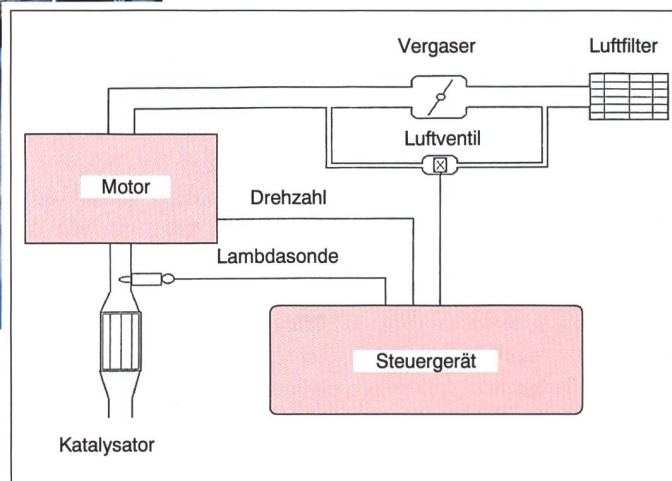 Vergaser
Luftfilter
Luftventil
Motor
Drehzahl
Lambdasonde
Steuergerät
Katalysator